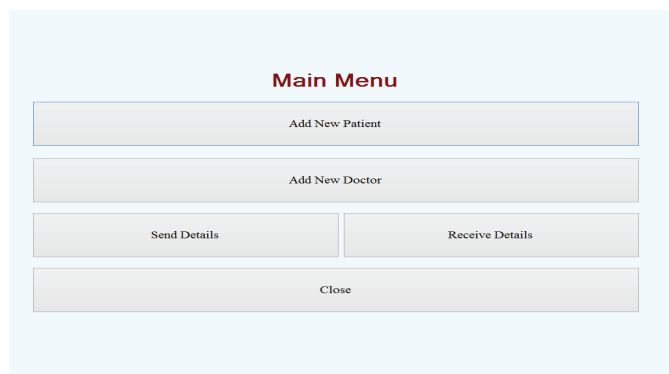 Main Menu
Add New Patient
Add New Doctor
Send Details
Receive Details
Close